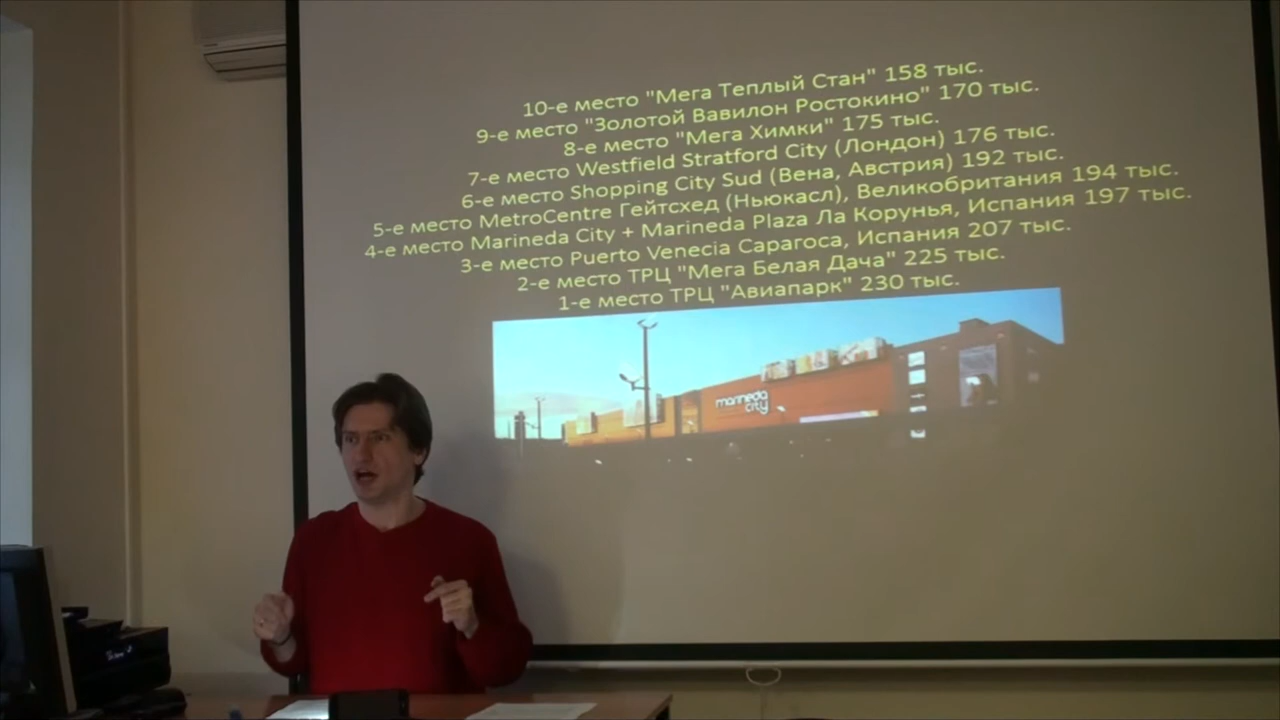 10-е место "Мега Теплый Стан" 158 тыс.
9-е место "Золотой Вавилон Ростокино" 170 тыс.
8-е место "Мега Химки" 175 тыс.
7-е место Westfield Stratford City (Лондон) 176 тыс.
6-е место Shopping City Sud (Вена, Австрия) 192 тыс.
5-е место MetroCentre Гейтсхед (Ньюкасл), Великобритания 194 тыс.
4-е место Marineda City + Marineda Plaza Ла Корунья, Испания 197 тыс.
3-е место Puerto Venecia Сарагоса, Испания 207 тыс.
2-е место ТРЦ "Мега Белая Дача" 225 тыс.
1-е место ТРЦ "Авиапарк" 230 тыс.
marineda
city